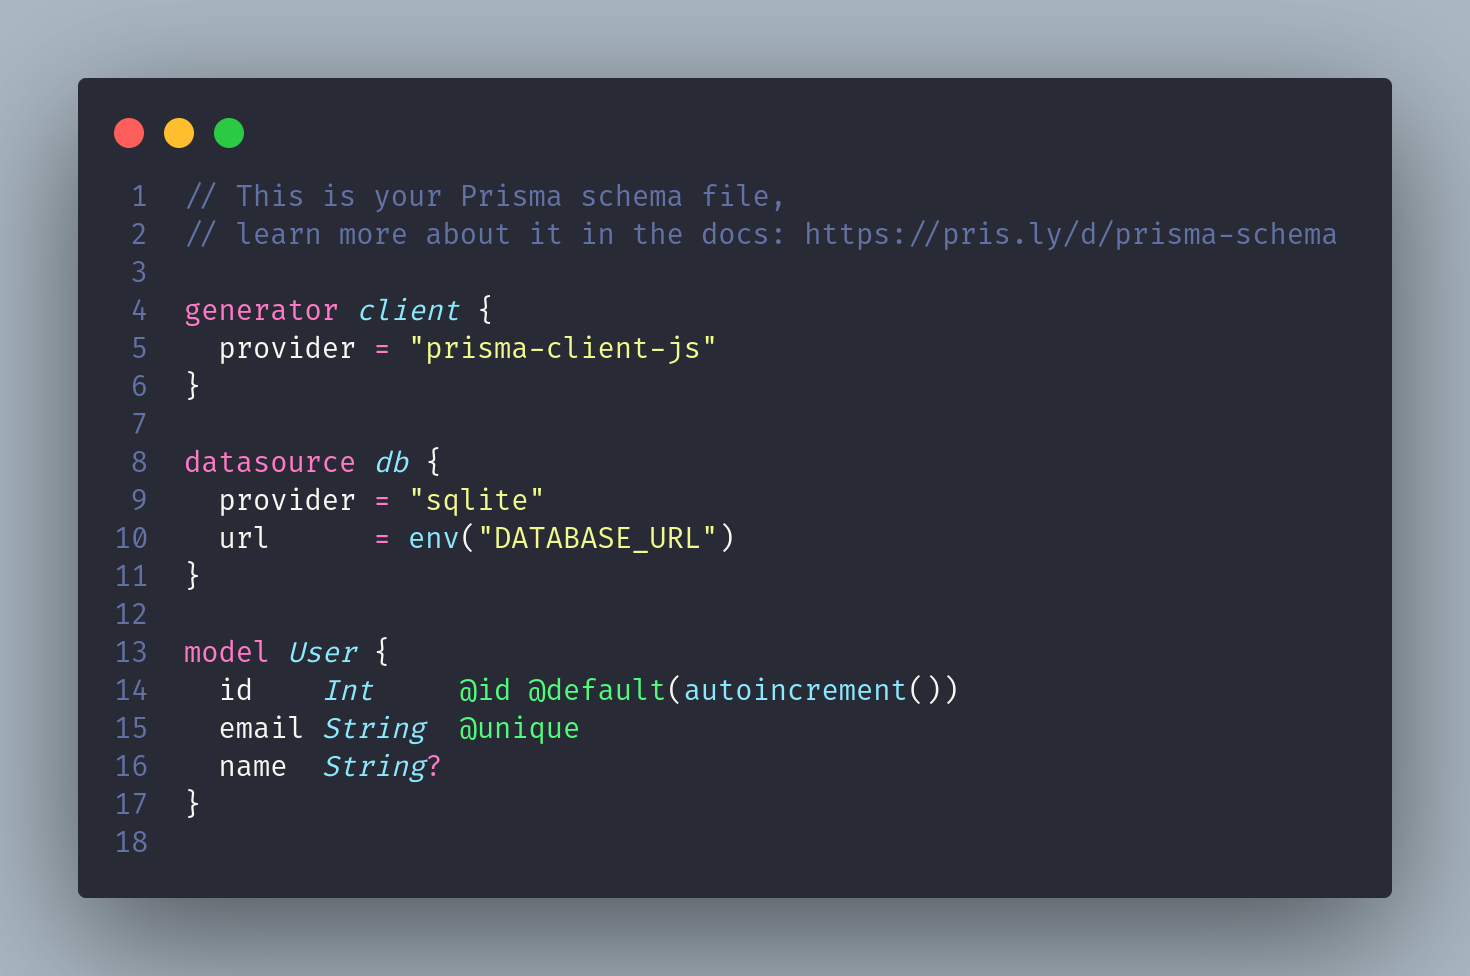 1 // This is your Prisma schema file,
2 // learn more about it in the docs: https://pris.ly/d/prisma-schema
3
4 generator client {
5   provider = "prisma-client-js"
6 }
7
8 datasource db {
9   provider = "sqlite"
10   url      = env("DATABASE_URL")
11 }
12
13 model User {
14   id    Int     @id @default(autoincrement())
15   email String  @unique
16   name  String?
17 }
18